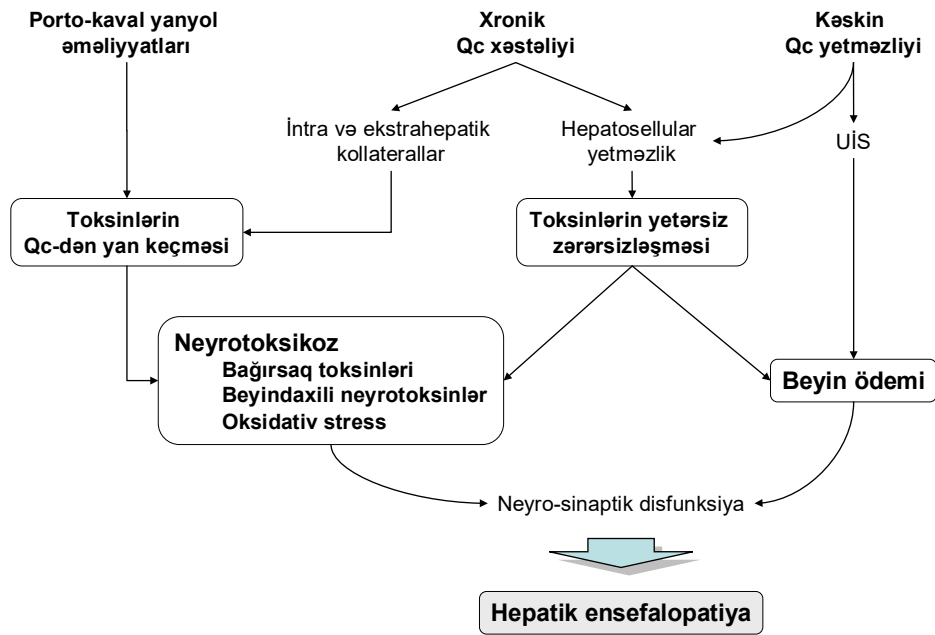 Porto-kaval yanyol
əməliyyatları
Xronik
Qc xəstəliyi
Kəskin
Qc yetməzliyi
İntra və ekstrahepatik
kollaterallar
Hepatosellular
yetməzlik
UİS
Toksinlərin
Qc-dən yan keçməsi
Toksinlərin yetərsiz
zərərsizləşməsi
Neyrotoksikoz
Bağırsaq toksinləri
Beyindaxili neyrotoksinlər
Oksidativ stress
Beyin ödemi
Neyro-sinaptik disfunksiya
Hepatik ensefalopatiya